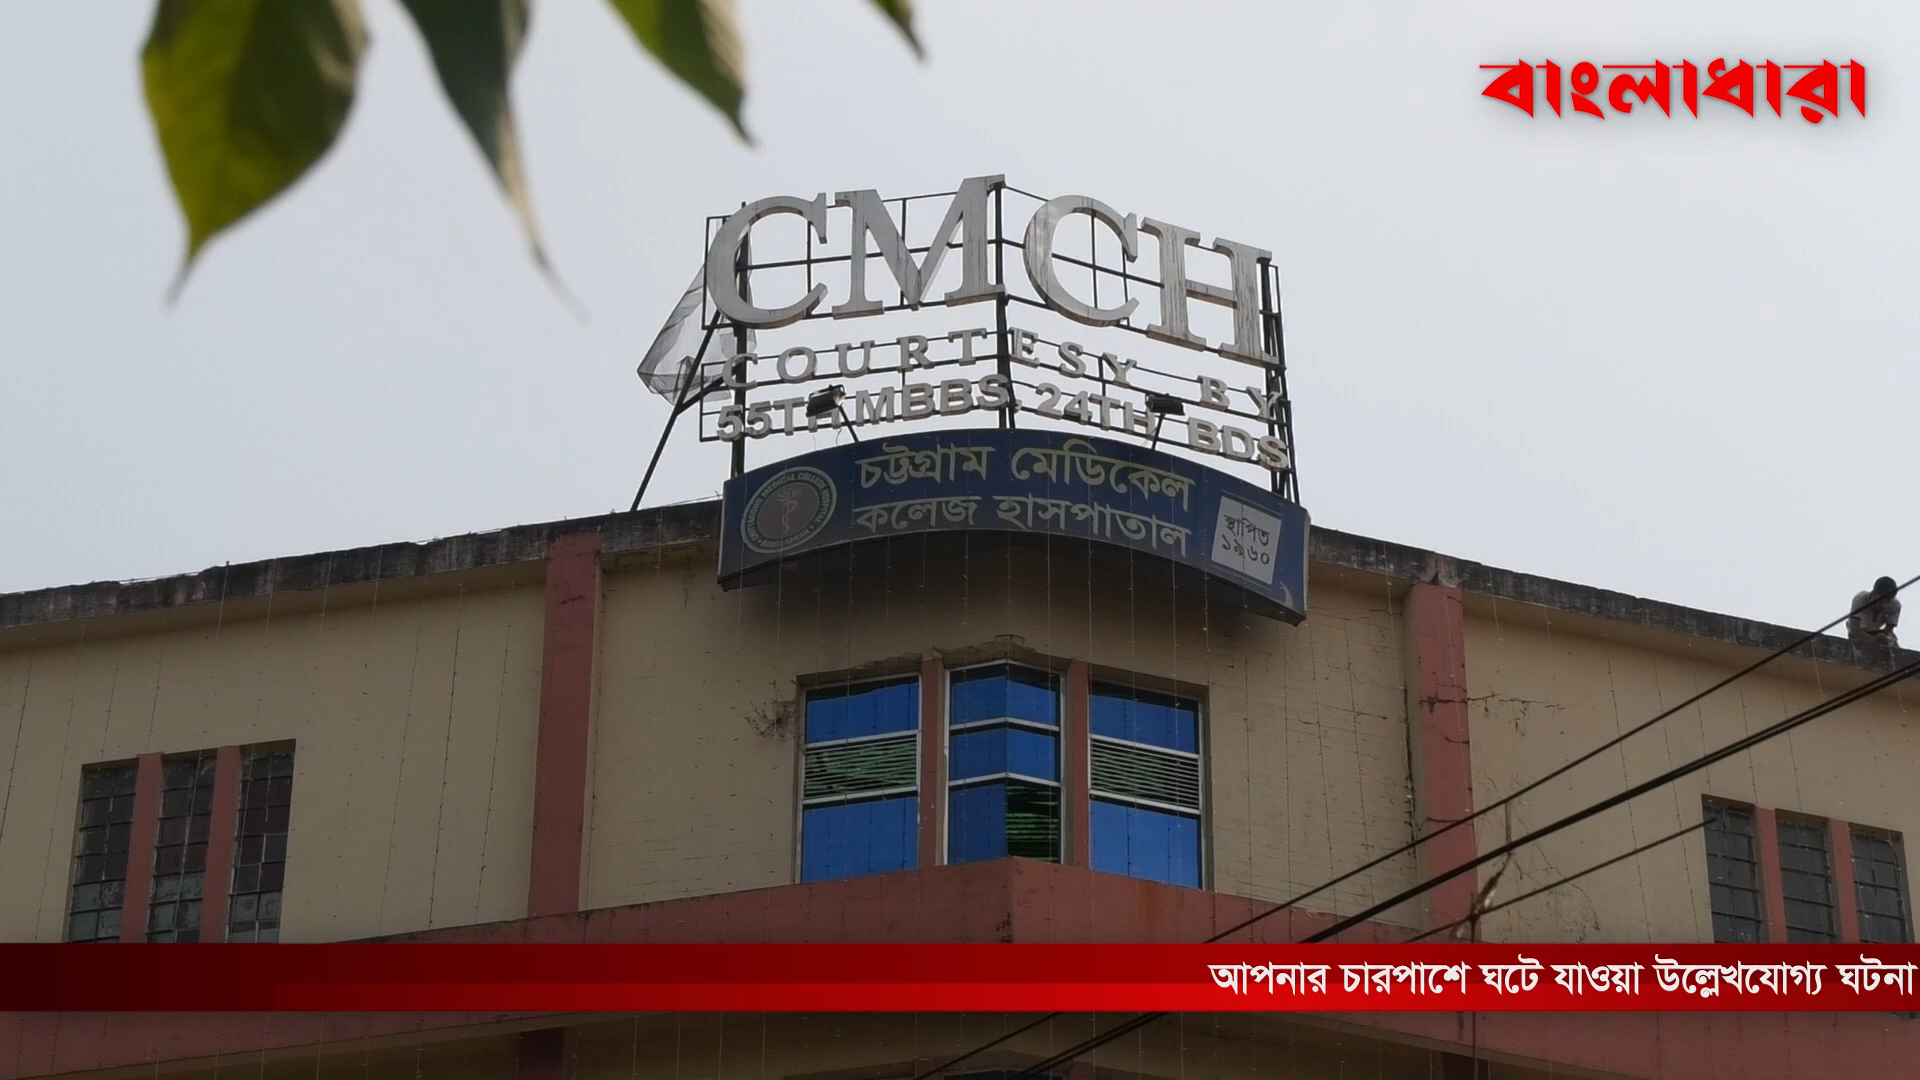 বাংলাধারা
CMCH
COURTESY BY
55TH MBBS, 24TH BDS
চট্টগ্রাম মেডিকেল
কলেজ হাসপাতাল
স্থাপিত
১৯৬০
আপনার চারপাশে ঘটে যাওয়া উল্লেখযোগ্য ঘটনা